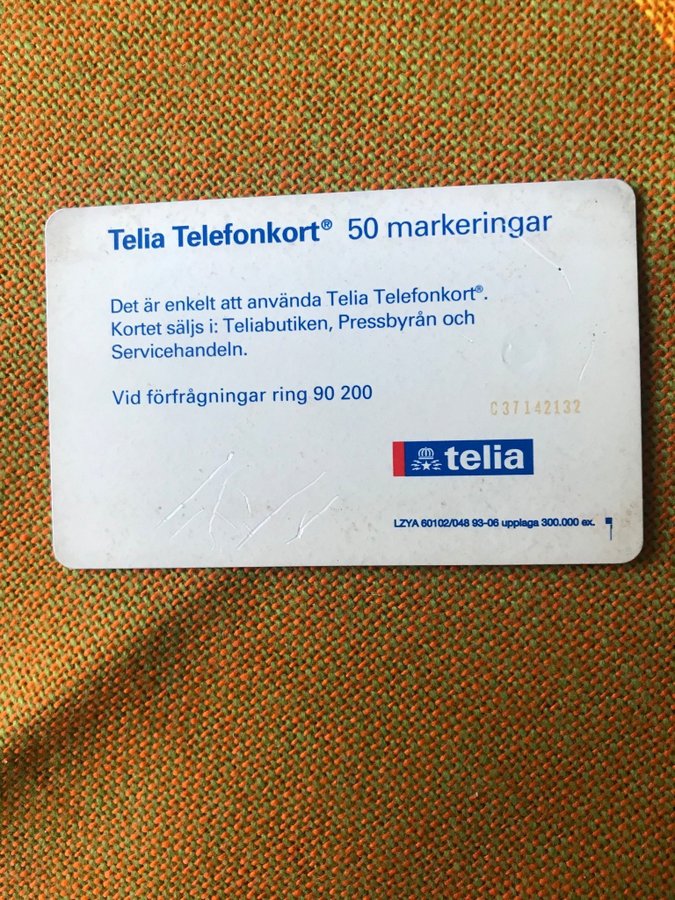 Telia Telefonkort® 50 markeringar
Det är enkelt att använda Telia Telefonkort®.
Kortet säljs i: Teliabutiken, Pressbyrån och
Servicehandeln.
Vid förfrågningar ring 90 200
C37142132
telia
LZYA 60102/048 93-06 upplaga 300.000 ex.